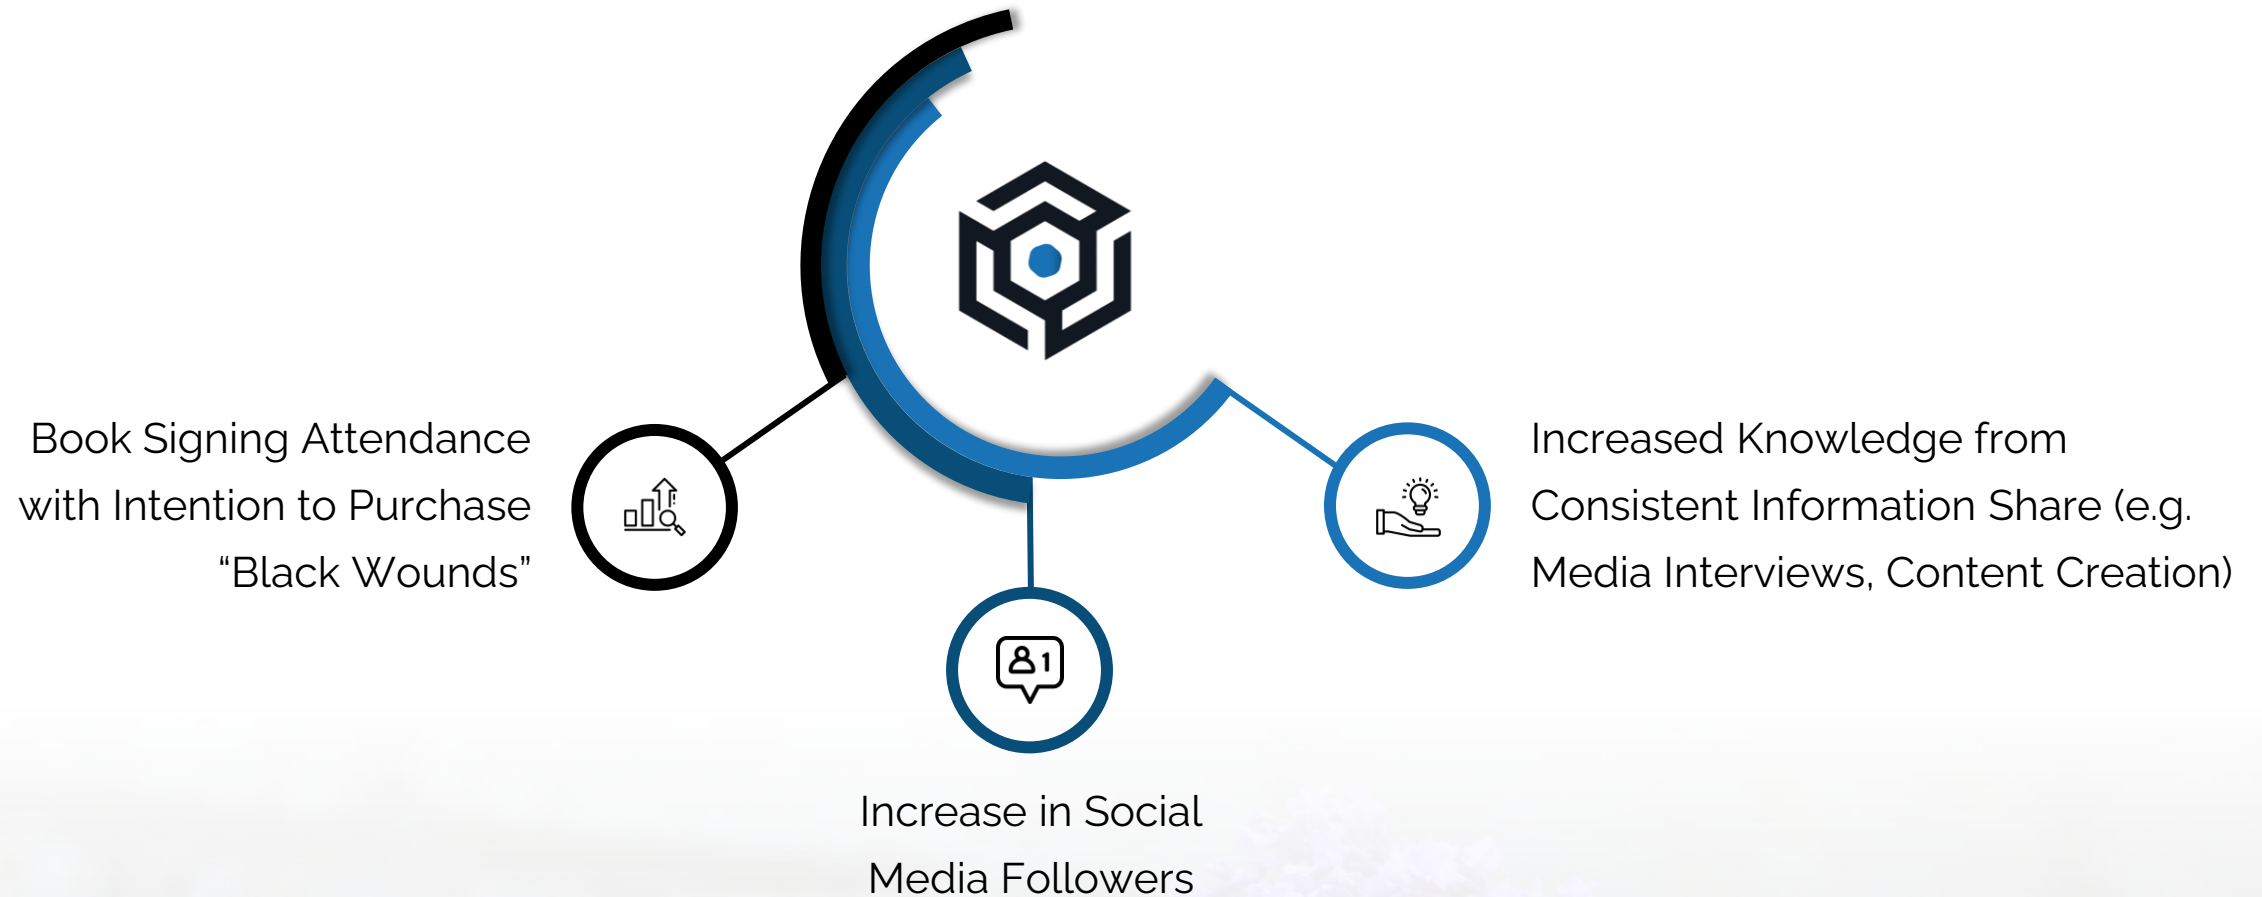 Book Signing Attendance
with Intention to Purchase
“Black Wounds”
1
Increase in Social
Media Followers
Increased Knowledge from
Consistent Information Share (e.g.
Media Interviews, Content Creation)